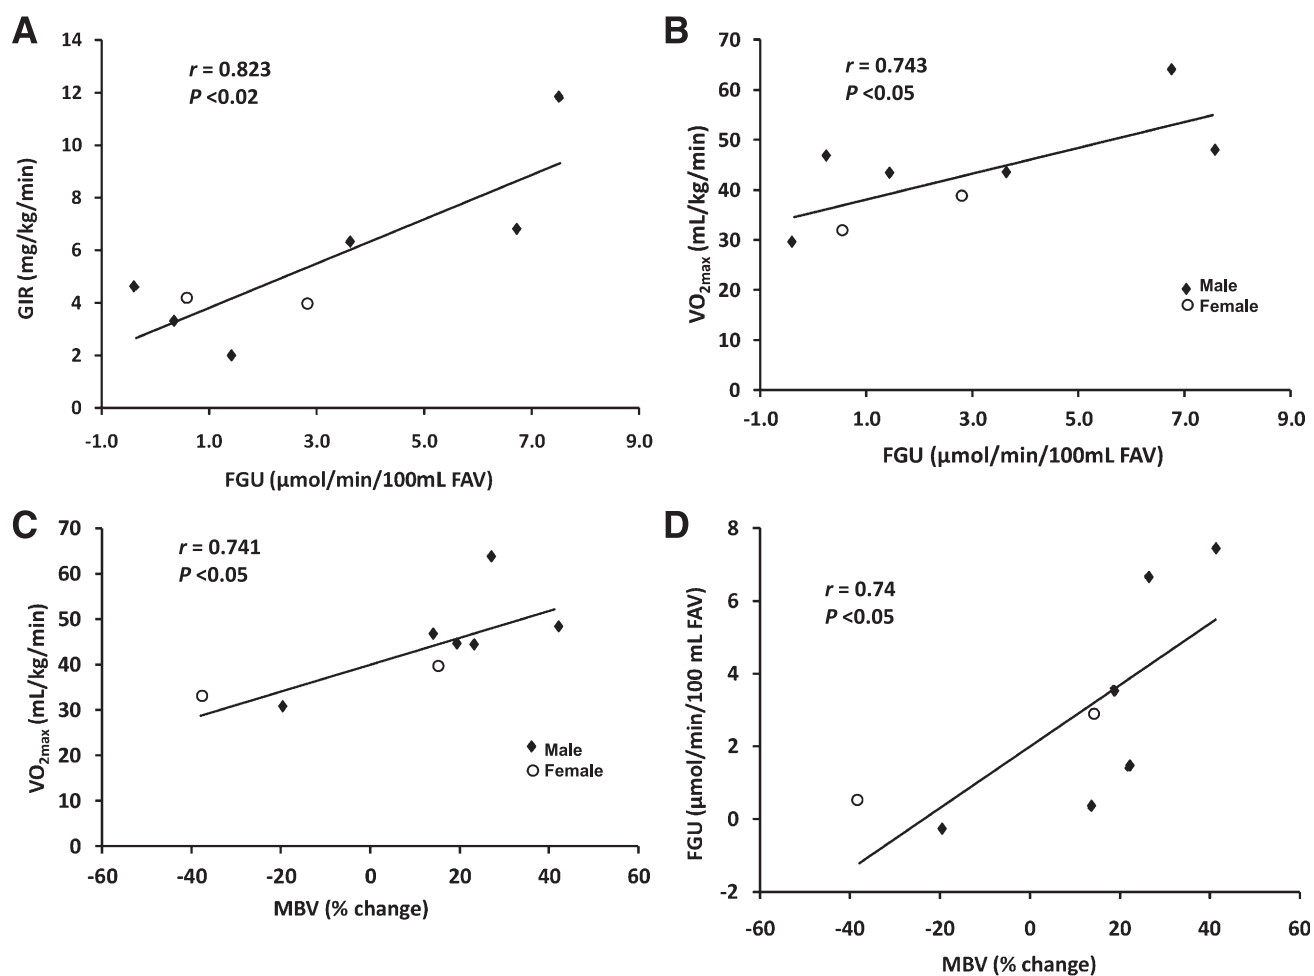 A
r = 0.823
P <0.02
GIR (mg/kg/min)
14
12
10
8
6
4
2
0
-1.0 1.0 3.0 5.0 7.0 9.0
FGU (µmol/min/100mL FAV)
B
r = 0.743
P <0.05
VO2max (mL/kg/min)
70
60
50
40
30
20
10
0
Male
Female
-1.0 1.0 3.0 5.0 7.0 9.0
FGU (µmol/min/100mL FAV)
C
r = 0.741
P <0.05
VO2max (mL/kg/min)
70
60
50
40
30
20
10
0
Male
Female
-60 -40 -20 0 20 40 60
MBV (% change)
D
r = 0.74
P <0.05
FGU (µmol/min/100 mL FAV)
8
6
4
2
0
-2
-60 -40 -20 0 20 40 60
MBV (% change)